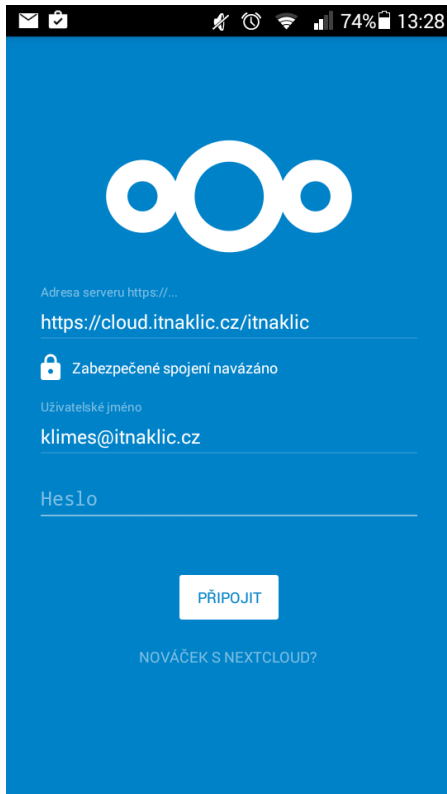 74% 13:28
Adresa serveru https://...
https://cloud.itnaklic.cz/itnaklic
Zabezpečené spojení navázáno
Uživatelské jméno
klimes@itnaklic.cz
Heslo
PŘIPOJIT
NOVÁČEK S NEXTCLOUD?